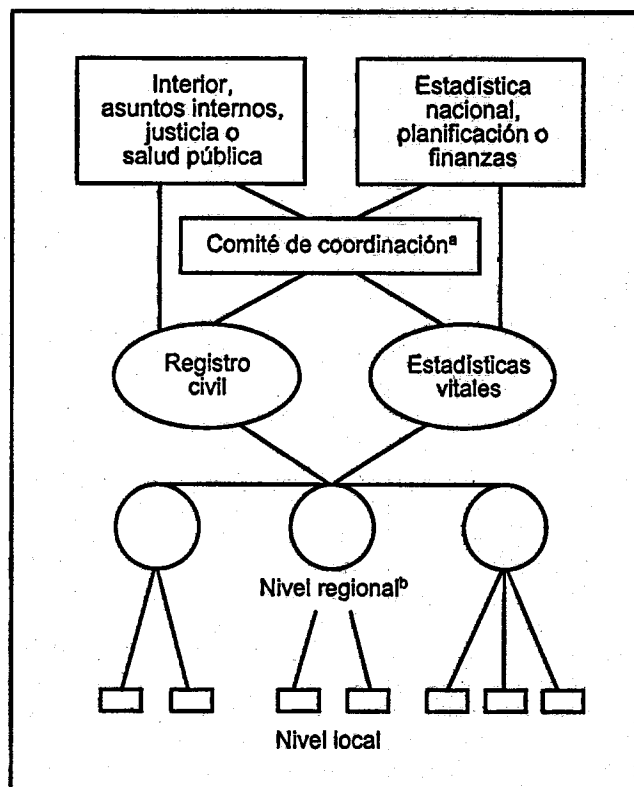 Interior,
asuntos internos,
justicia o
salud pública
Estadística
nacional,
planificación o
finanzas
Comité de coordinaciónª
Registro
civil
Estadísticas
vitales
Nivel regionalᵇ
Nivel local